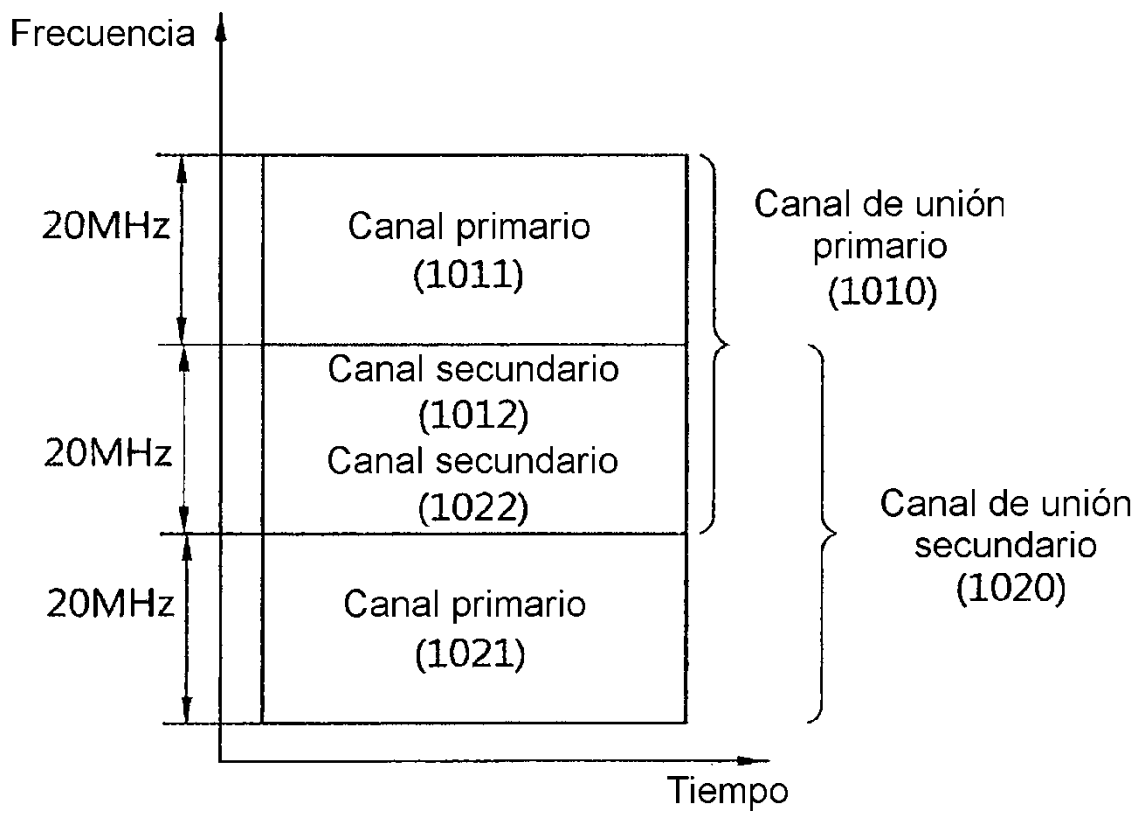 Frecuencia
20MHz
Canal primario
(1011)
Canal de unión
primario
(1010)
20MHz
Canal secundario
(1012)
Canal secundario
(1022)
Canal de unión
secundario
(1020)
20MHz
Canal primario
(1021)
Tiempo